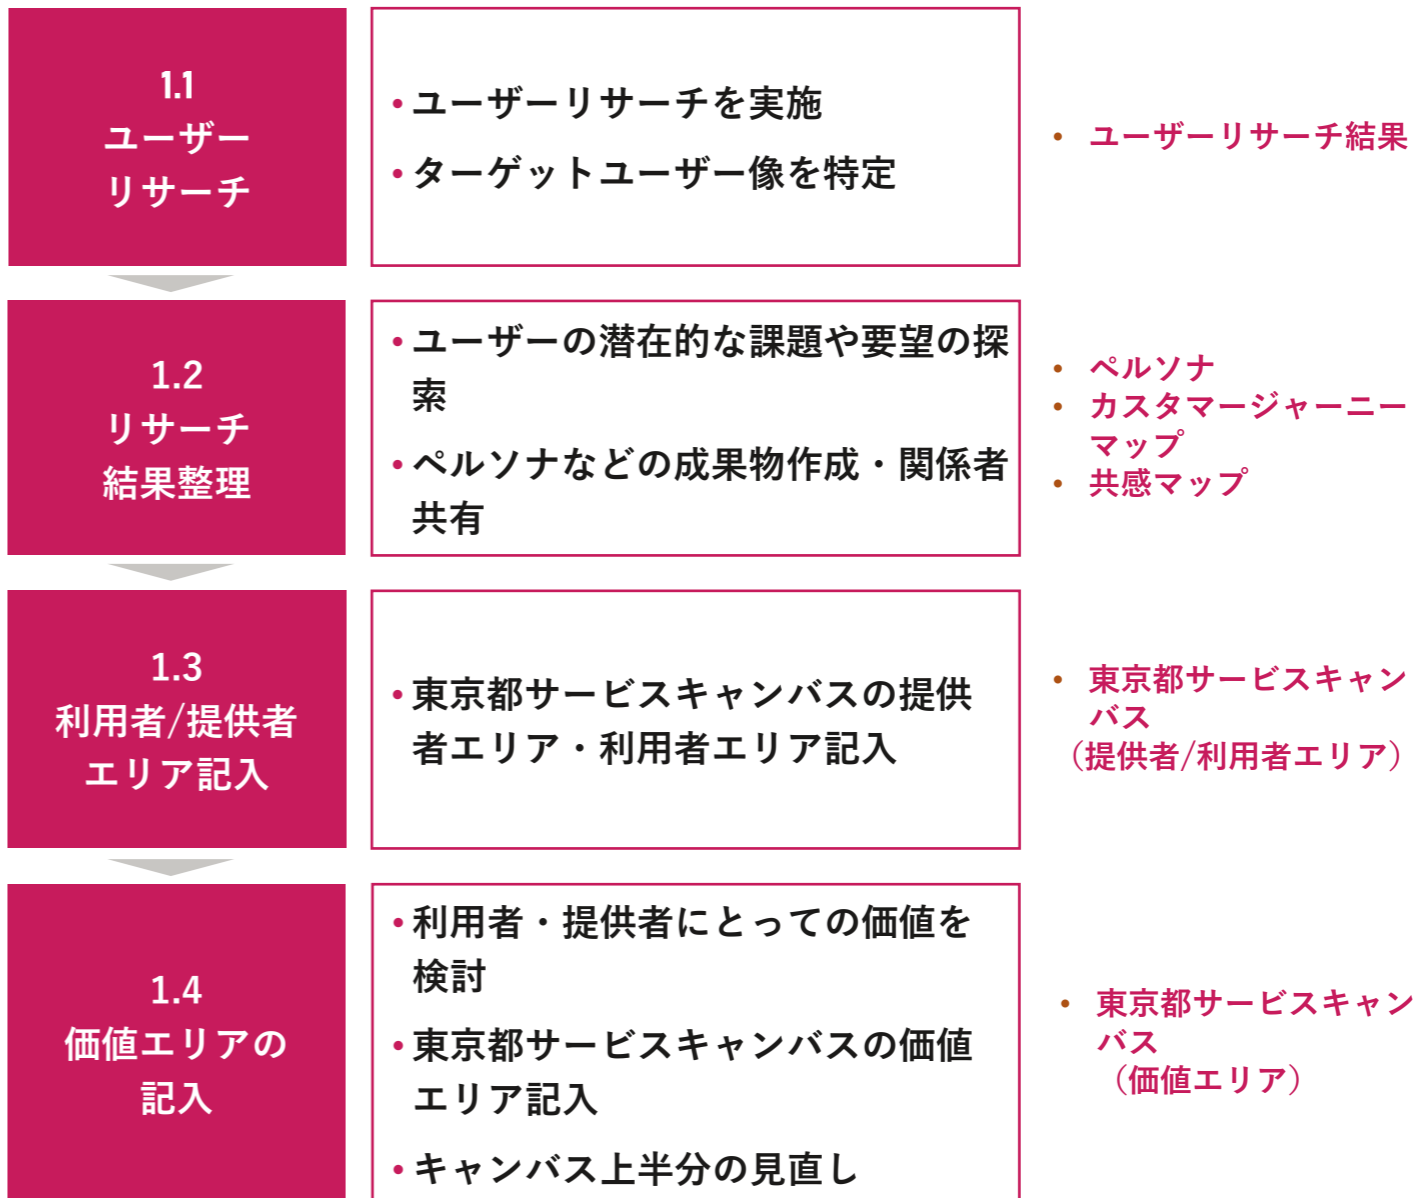 1.1
ユーザー
リサーチ
・ユーザーリサーチを実施
・ターゲットユーザー像を特定
• ユーザーリサーチ結果
1.2
リサーチ
結果整理
・ユーザーの潜在的な課題や要望の探
索
・ペルソナなどの成果物作成・関係者
共有
• ペルソナ
• カスタマージャーニー
マップ
• 共感マップ
1.3
利用者/提供者
エリア記入
・東京都サービスキャンバスの提供
者エリア・利用者エリア記入
• 東京都サービスキャン
バス
（提供者/利用者エリア）
1.4
価値エリアの
記入
・利用者・提供者にとっての価値を
検討
・東京都サービスキャンバスの価値
エリア記入
・キャンバス上半分の見直し
• 東京都サービスキャン
バス
（価値エリア）